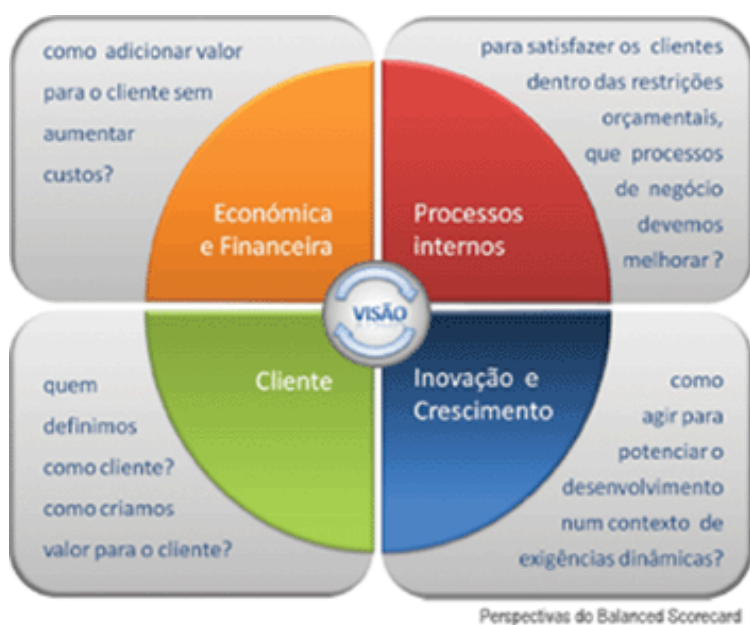 como adicionar valor
para o cliente sem
aumentar
custos?
para satisfazer os clientes
dentro das restrições
orçamentais,
que processos
de negócio
devemos
melhorar ?
Económica
e Financeira
Processos
internos
VISÃO
Cliente
Inovação e
Crescimento
quem
definimos
como cliente?
como criamos
valor para o cliente?
como
agir para
potenciar o
desenvolvimento
num contexto de
exigências dinâmicas?
Perspectivas do Balanced Scorecard